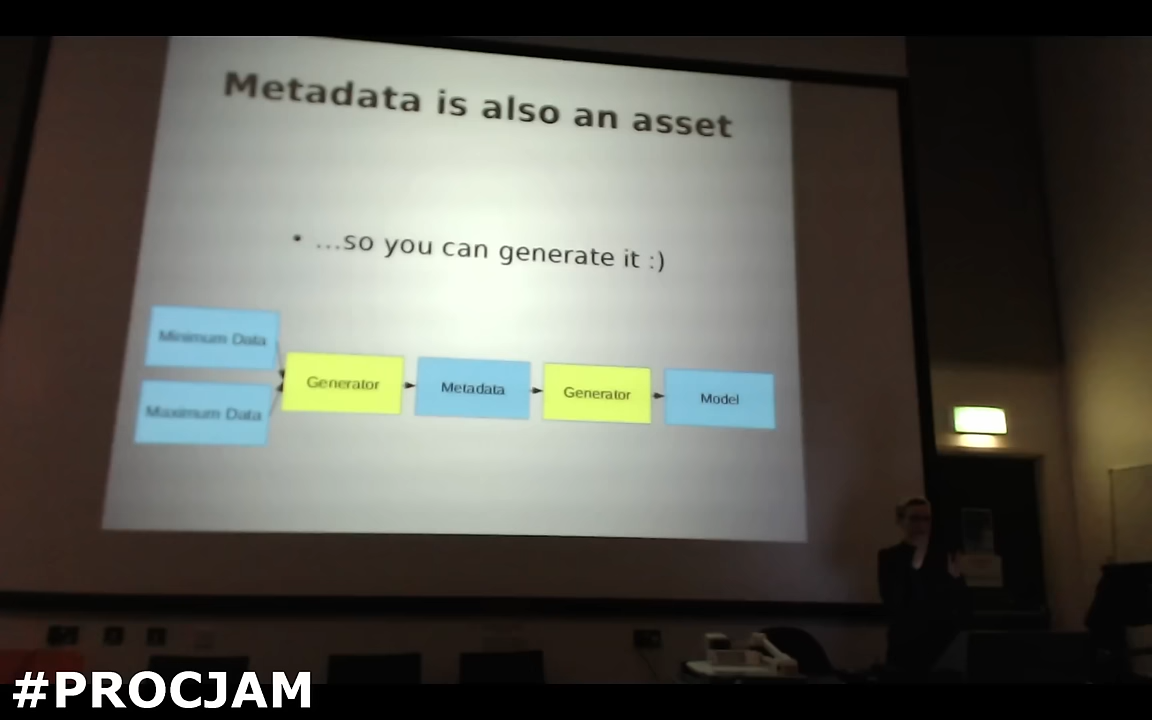 Metadata is also an asset
• ...so you can generate it :)
Minimum Data
Maximum Data
Generator
Metadata
Generator
Model
#PROCJAM